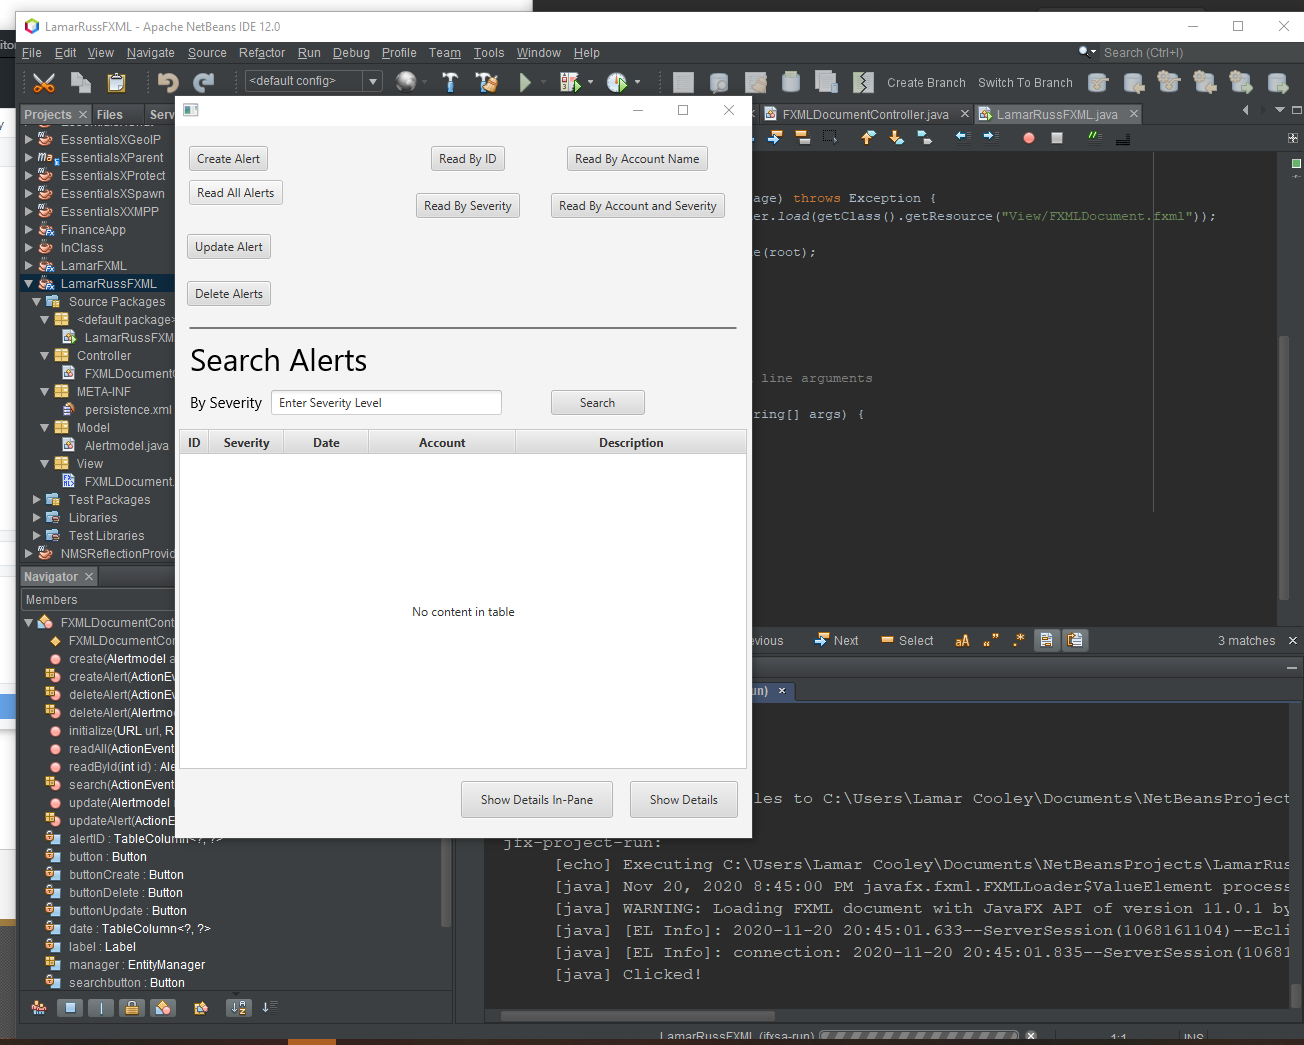 LamarRussFXML - Apache NetBeans IDE 12.0
File Edit View Navigate Source Refactor Run Debug Profile Team Tools Window Help
Search (Ctrl+I)
<default config>
Create Branch Switch To Branch
Projects Files Serv
FXMLDocumentController.java LamarRussFXML.java
EssentialsXGeoIP
EssentialsXParent
EssentialsXProtect
EssentialsXSpawn
EssentialsXXMPP
FinanceApp
InClass
LamarFXML
LamarRussFXML
Source Packages
<default package>
LamarRussFXM
Controller
FXMLDocument
META-INF
persistence.xml
Model
Alertmodel.java
View
FXMLDocument.
Test Packages
Libraries
Test Libraries
NMSReflectionProvid
Create Alert
Read By ID
Read By Account Name
Read All Alerts
Read By Severity
Read By Account and Severity
Update Alert
Delete Alerts
Search Alerts
By Severity
Enter Severity Level
Search
ID Severity Date Account Description
No content in table
Show Details In-Pane
Show Details
age) throws Exception {
er.load(getClass().getResource("View/FXMLDocument.fxml"));
e(root);
line arguments
ring[] args) {
evious Next Select 3 matches
Navigator
Members
FXMLDocumentCont
FXMLDocumentCon
create(Alertmodel a
createAlert(ActionEv
deleteAlert(ActionEv
deleteAlert(Alertmo
initialize(URL url, R
readAll(ActionEvent
readById(int id) : Ale
search(ActionEvent
update(Alertmodel
updateAlert(ActionE
alertID : TableColumn<?, ?>
button : Button
buttonCreate : Button
buttonDelete : Button
buttonUpdate : Button
date : TableColumn<?, ?>
label : Label
manager : EntityManager
searchbutton : Button
un)
les to C:\Users\Lamar Cooley\Documents\NetBeansProject
jfx-project-run:
[echo] Executing C:\Users\Lamar Cooley\Documents\NetBeansProjects\LamarRus
[java] Nov 20, 2020 8:45:00 PM javafx.fxml.FXMLLoader$ValueElement process
[java] WARNING: Loading FXML document with JavaFX API of version 11.0.1 by
[java] [EL Info]: 2020-11-20 20:45:01.633--ServerSession(1068161104)--Ecli
[java] [EL Info]: connection: 2020-11-20 20:45:01.835--ServerSession(10681
[java] Clicked!
LamarRussFXML (jfxsa-run)
1:1 INS